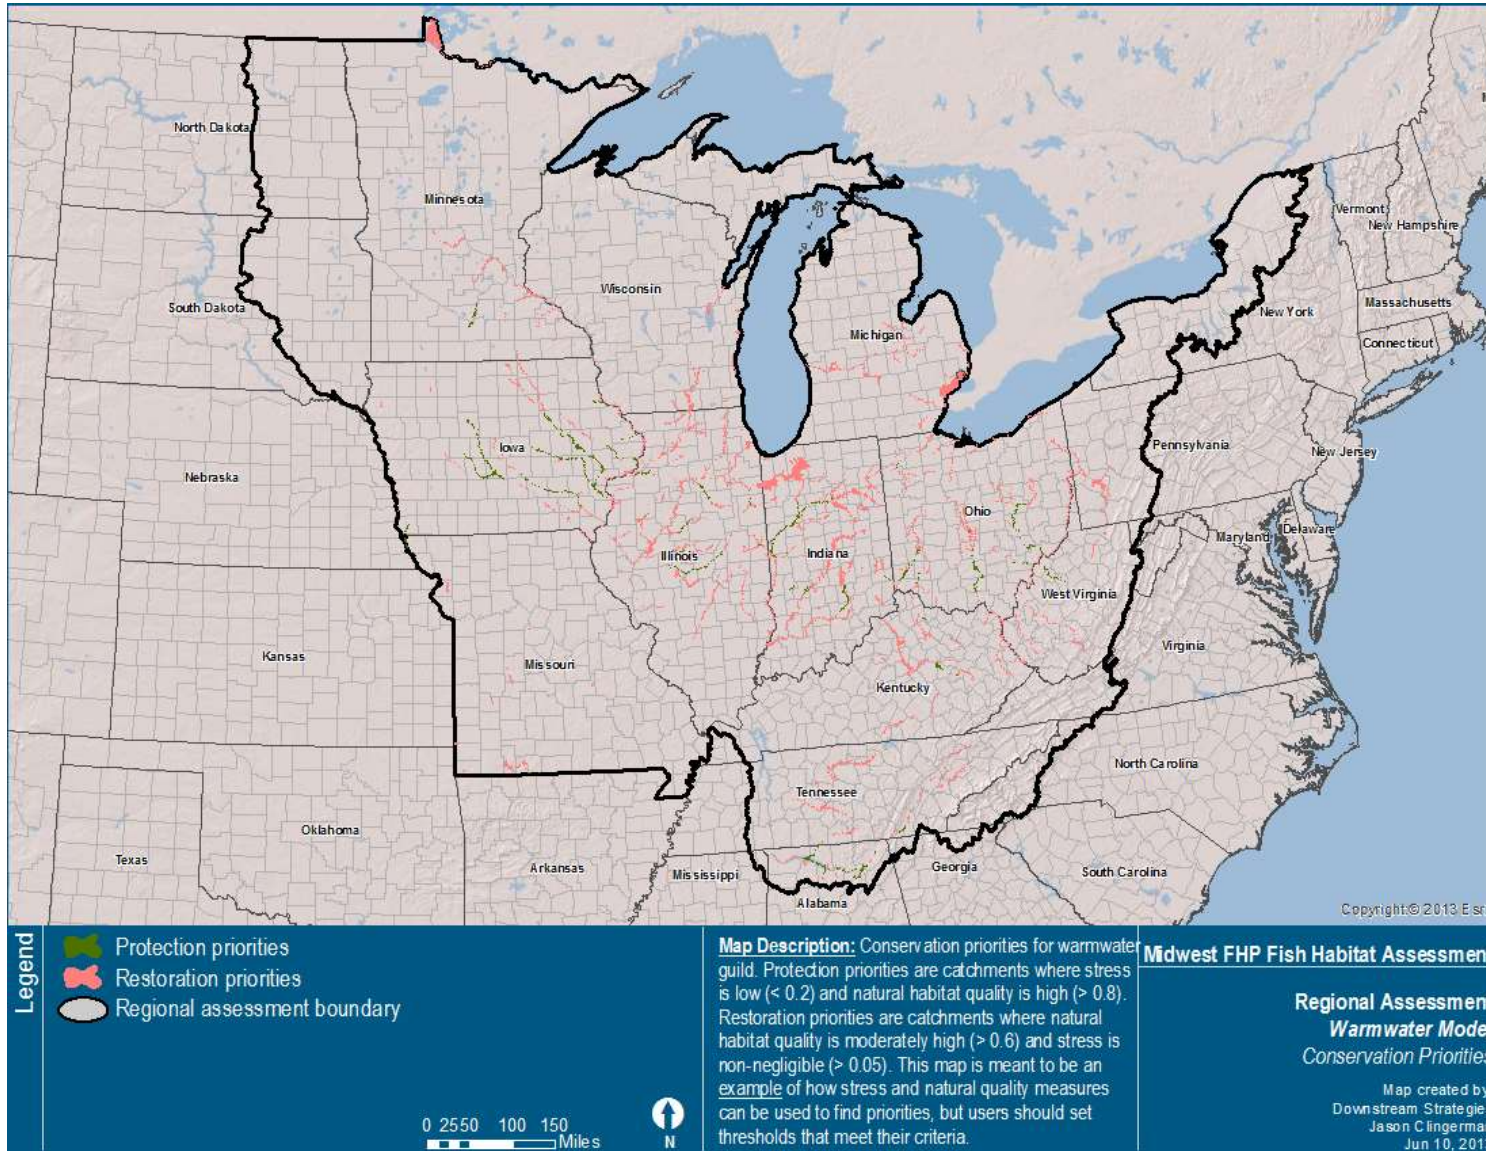 North Dakota
Minnesota
Vermont
New Hampshire
Wisconsin
South Dakota
Massachusetts
New York
Michigan
Connecticut
Pennsylvania
Iowa
New Jersey
Nebraska
Ohio
Delaware
Maryland
Illinois
Indiana
West Virginia
Virginia
Kansas
Missouri
Kentucky
North Carolina
Tennessee
Oklahoma
Texas
Arkansas
Georgia
South Carolina
Mississippi
Alabama
Copyright:© 2013 Esr
Legend
Protection priorities
Restoration priorities
Regional assessment boundary
0 25 50 100 150
Miles
N
Map Description: Conservation priorities for warmwater
guild. Protection priorities are catchments where stress
is low (< 0.2) and natural habitat quality is high (> 0.8).
Restoration priorities are catchments where natural
habitat quality is moderately high (> 0.6) and stress is
non-negligible (> 0.05). This map is meant to be an
example of how stress and natural quality measures
can be used to find priorities, but users should set
thresholds that meet their criteria.
Midwest FHP Fish Habitat Assessmen
Regional Assessmen
Warmwater Mode
Conservation Priorities
Map created by
Downstream Strategie
Jason Clingerma
Jun 10, 201